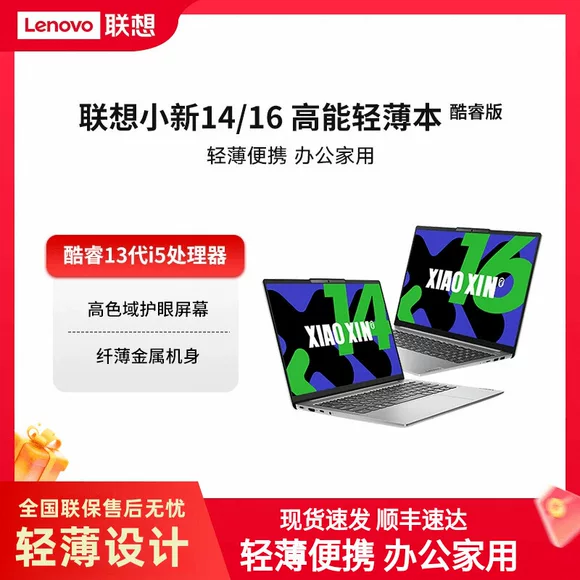 Lenovo 联想
联想小新14/16 高能轻薄本 酷睿版
轻薄便携 办公家用
酷睿13代i5处理器
高色域护眼屏幕
纤薄金属机身
14
XIAO XIN
16
XIAO XIN
全国联保售后无忧
轻薄设计
现货速发 顺丰速达
轻薄便携 办公家用